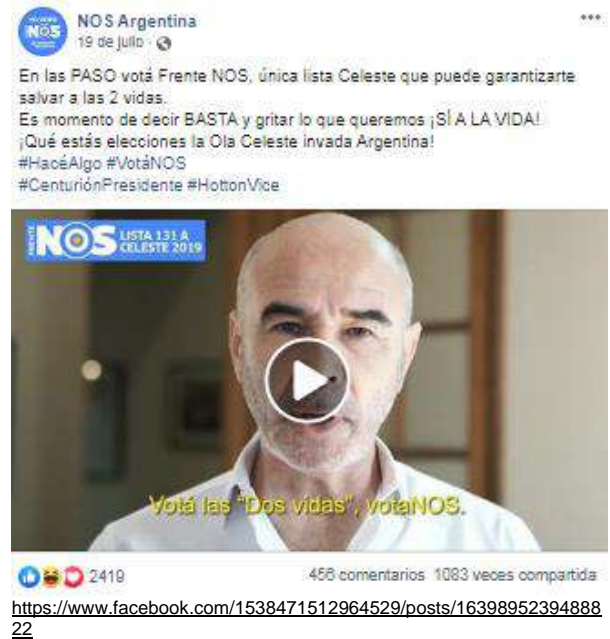 NOS
NOS Argentina
19 de julio
En las PASO votá Frente NOS, única lista Celeste que puede garantizarte
salvar a las 2 vidas.
Es momento de decir BASTA y gritar lo que queremos ¡SÍ A LA VIDA!
¡Qué estás elecciones la Ola Celeste invada Argentina!
#HacéAlgo #VotáNOS
#CenturiónPresidente #HottonVice
FRENTE NOS LISTA 131 A
CELESTE 2019
Votá las "Dos vidas", votaNOS.
2419 456 comentarios 1083 veces compartida
https://www.facebook.com/1538471512964529/posts/16398952394888
22